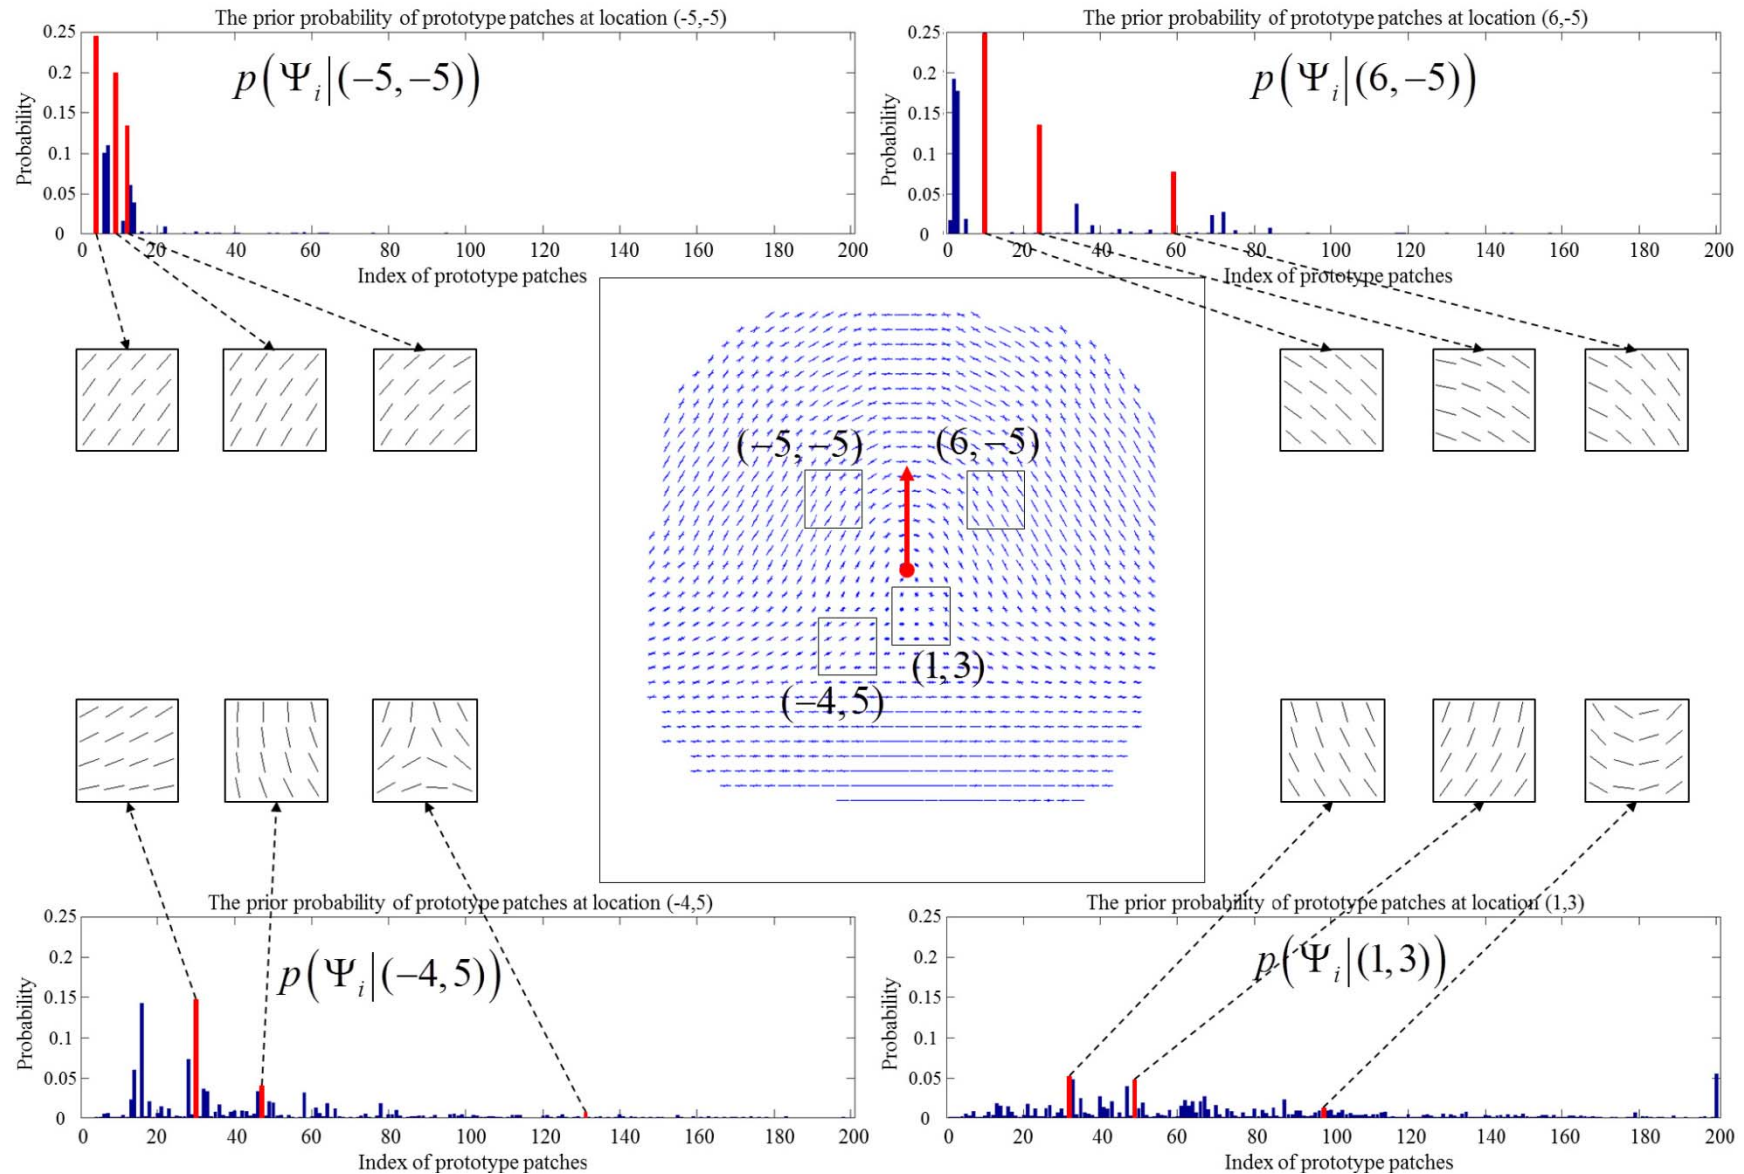 The prior probability of prototype patches at location (-5,-5)
p(Ψ_i|(−5, −5))
Probability
0.25
0.2
0.15
0.1
0.05
0
0 20 40 60 80 100 120 140 160 180 200
Index of prototype patches
The prior probability of prototype patches at location (6,-5)
p(Ψ_i|(6, −5))
Probability
0.25
0.2
0.15
0.1
0.05
0
0 20 40 60 80 100 120 140 160 180 200
Index of prototype patches
(−5, −5)
(6, −5)
(1, 3)
(−4, 5)
The prior probability of prototype patches at location (-4,5)
p(Ψ_i|(−4, 5))
Probability
0.25
0.2
0.15
0.1
0.05
0
0 20 40 60 80 100 120 140 160 180 200
Index of prototype patches
The prior probability of prototype patches at location (1,3)
p(Ψ_i|(1, 3))
Probability
0.25
0.2
0.15
0.1
0.05
0
0 20 40 60 80 100 120 140 160 180 200
Index of prototype patches